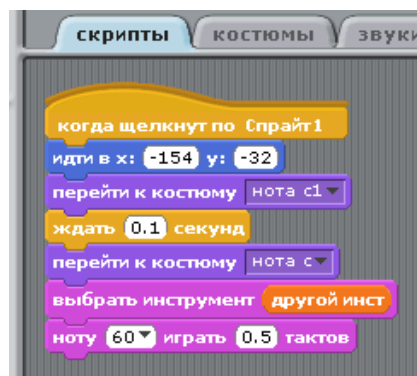 скрипты костюмы звуки
когда щелкнут по Спрайт1
идти в x: -154 y: -32
перейти к костюму нота c1
ждать 0.1 секунд
перейти к костюму нота c
выбрать инструмент другой инст
ноту 60 играть 0.5 тактов